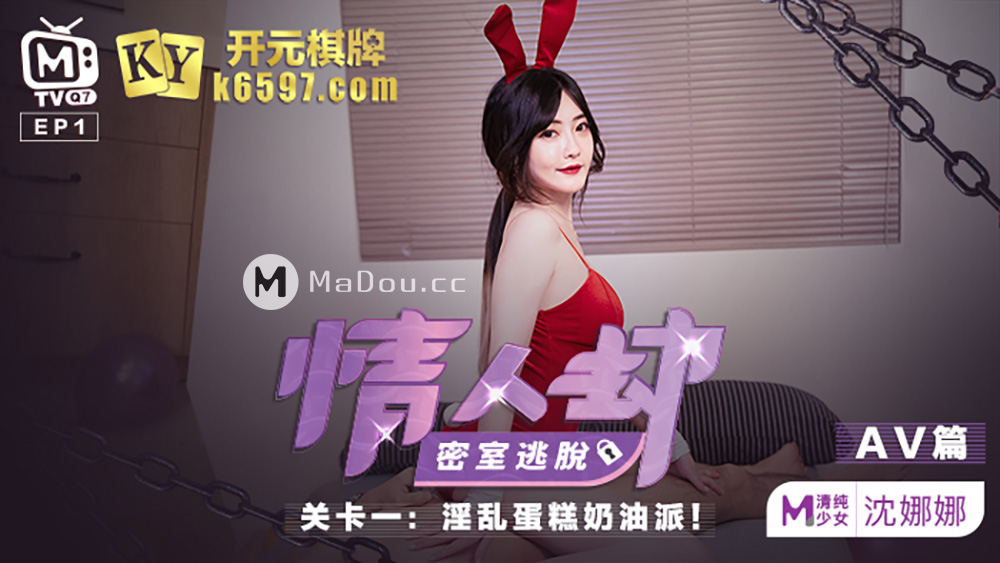 M
TV Q7
EP1
KY
开元棋牌
k6597.com
M MaDou.cc
情人劫
密室逃脫
AV篇
关卡一：淫乱蛋糕奶油派！
M 清纯
少女
沈娜娜